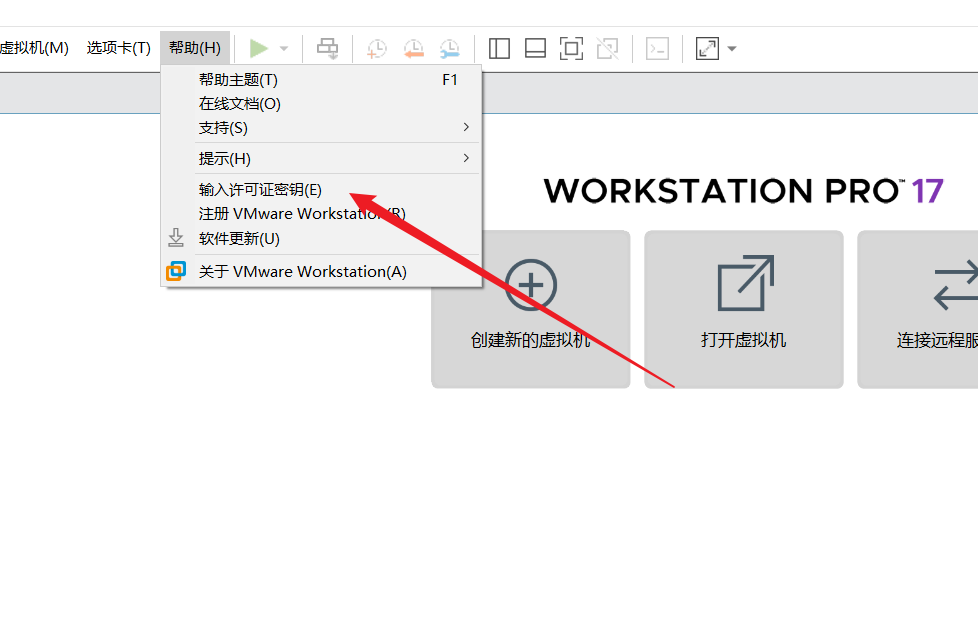 虚拟机(M) 选项卡(T) 帮助(H)
帮助主题(T) F1
在线文档(O)
支持(S)
提示(H)
输入许可证密钥(E)
注册 VMware Workstation(R)
软件更新(U)
关于 VMware Workstation(A)
WORKSTATION PRO™ 17
创建新的虚拟机 打开虚拟机 连接远程服